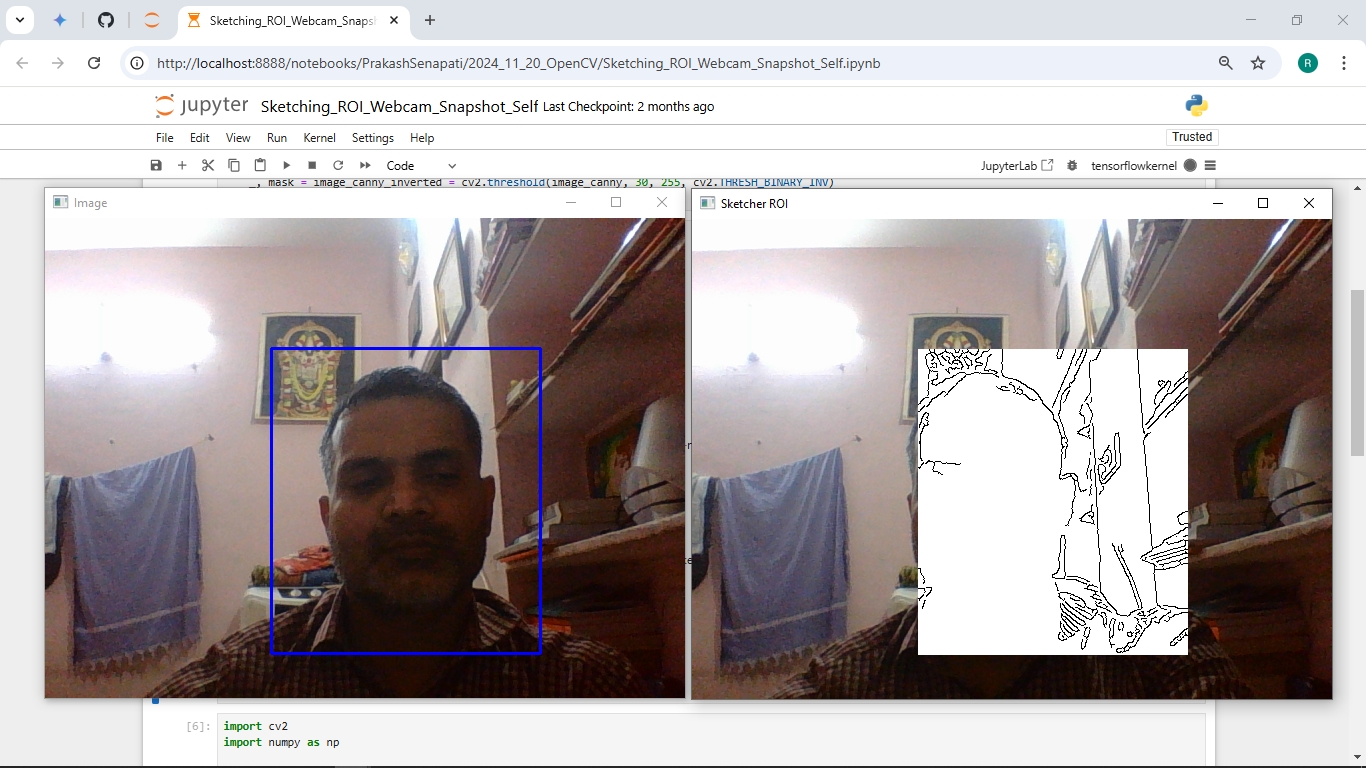 Sketching_ROI_Webcam_Snaps
http://localhost:8888/notebooks/PrakashSenapati/2024_11_20_OpenCV/Sketching_ROI_Webcam_Snapshot_Self.ipynb
R
jupyter Sketching_ROI_Webcam_Snapshot_Self Last Checkpoint: 2 months ago
File Edit View Run Kernel Settings Help
Trusted
Code
JupyterLab
tensorflowkernel
_, mask = image_canny_inverted = cv2.threshold(image_canny, 30, 255, cv2.THRESH_BINARY_INV)
Image
Sketcher ROI
[6]:
import cv2
import numpy as np